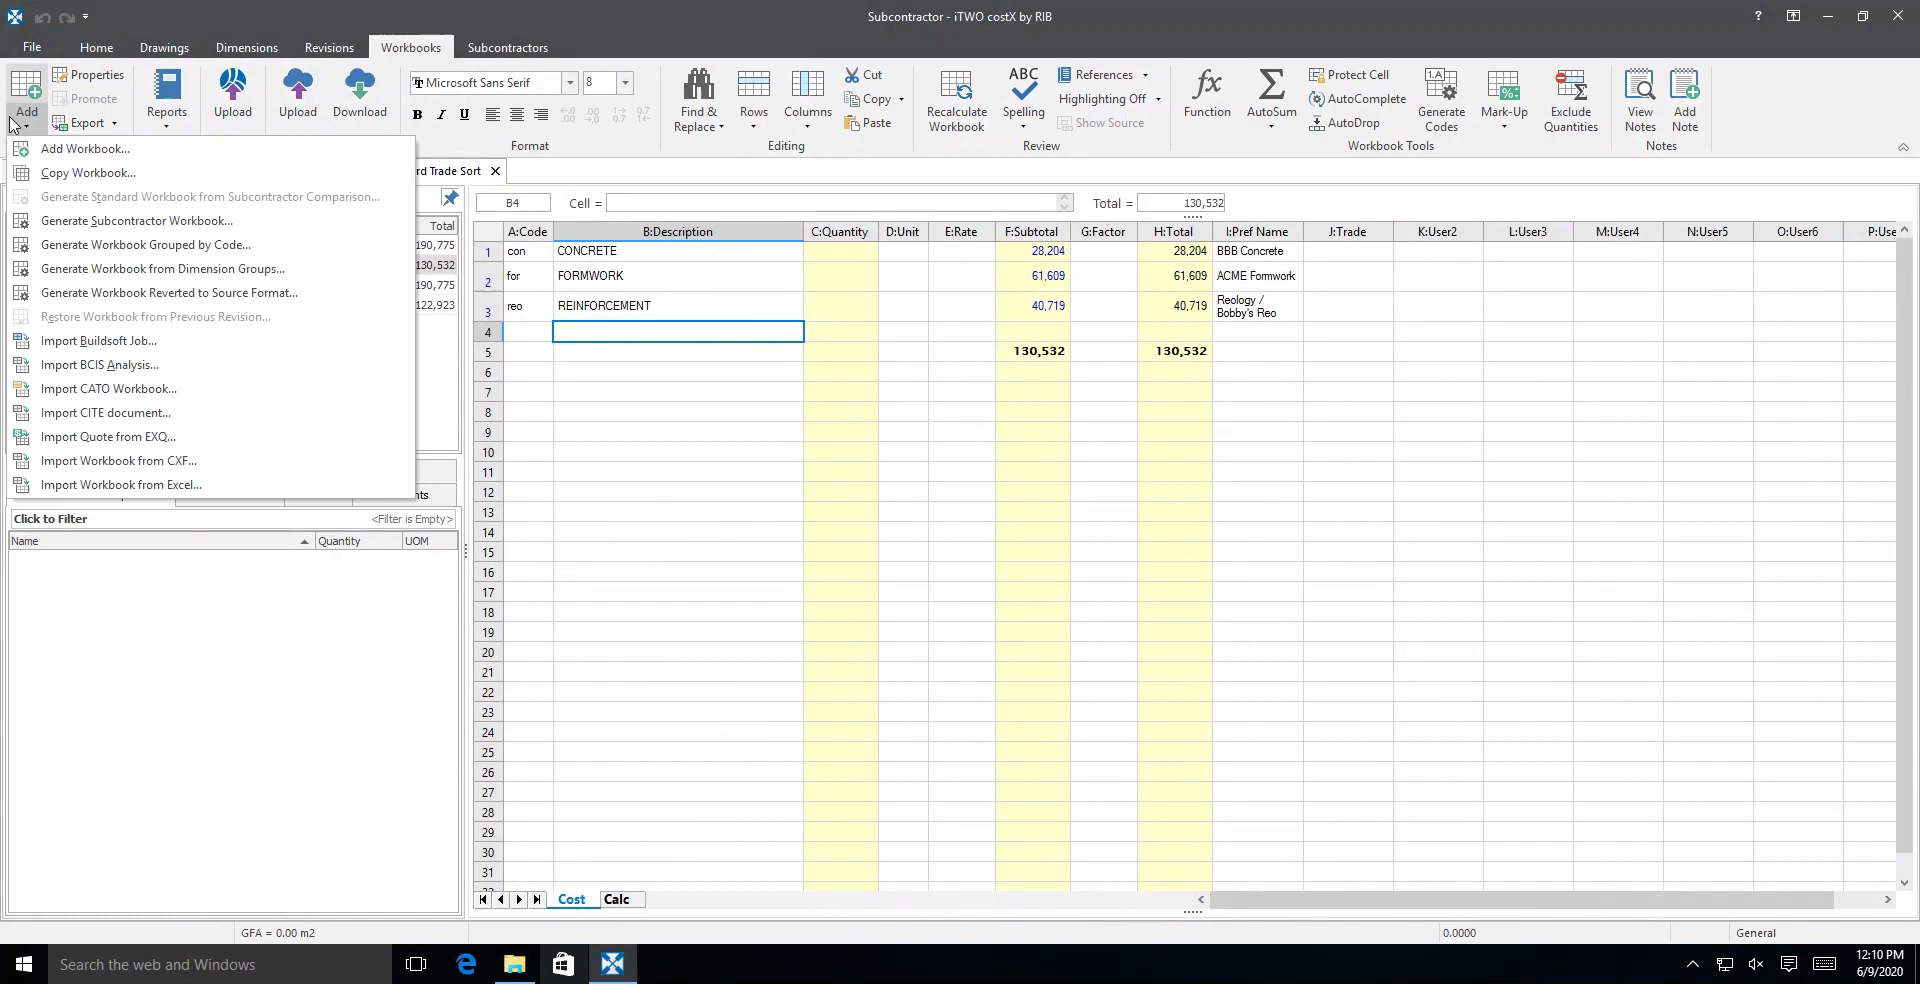 Subcontractor - iTWO costX by RIB
File
Home
Drawings
Dimensions
Revisions
Workbooks
Subcontractors
Add
Properties
Promote
Export
Reports
Upload
Upload
Download
Microsoft Sans Serif
8
B I U
Format
Find &
Replace
Rows
Columns
Cut
Copy
Paste
Editing
Recalculate
Workbook
ABC
Spelling
References
Highlighting Off
Show Source
Review
fx
Function
AutoSum
Protect Cell
AutoComplete
AutoDrop
Generate
Codes
Mark-Up
Exclude
Quantities
Workbook Tools
View
Notes
Add
Note
Notes
Add Workbook...
Copy Workbook...
Generate Standard Workbook from Subcontractor Comparison...
Generate Subcontractor Workbook...
Generate Workbook Grouped by Code...
Generate Workbook from Dimension Groups...
Generate Workbook Reverted to Source Format...
Restore Workbook from Previous Revision...
Import Buildsoft Job...
Import BCIS Analysis...
Import CATO Workbook...
Import CITE document...
Import Quote from EXQ...
Import Workbook from CXF...
Import Workbook from Excel...
rd Trade Sort
Total
190,775
130,532
190,775
122,923
nts
Click to Filter
<Filter is Empty>
Name Quantity UOM
B4 Cell = Total = 130,532
A:Code B:Description C:Quantity D:Unit E:Rate F:Subtotal G:Factor H:Total I:Pref Name J:Trade K:User2 L:User3 M:User4 N:User5 O:User6 P:Use
1 con CONCRETE 28,204 28,204 BBB Concrete
2 for FORMWORK 61,609 61,609 ACME Formwork
3 reo REINFORCEMENT 40,719 40,719 Reology /
Bobby's Reo
4
5 130,532 130,532
6
7
8
9
10
11
12
13
14
15
16
17
18
19
20
21
22
23
24
25
26
27
28
29
30
31
Cost Calc
GFA = 0.00 m2
0.0000
General
Search the web and Windows
12:10 PM
6/9/2020